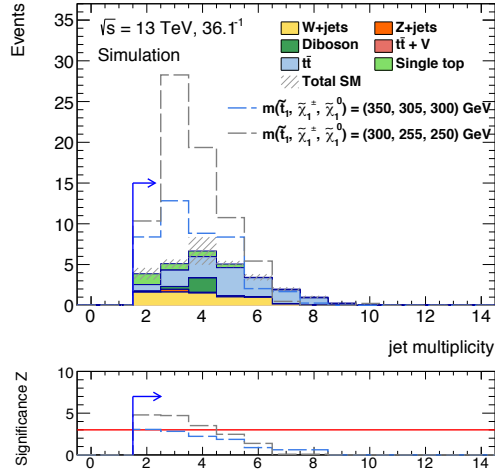 Events
√s = 13 TeV, 36.1⁻¹
Simulation
W+jets Z+jets
Diboson tt̄ + V
tt̄ Single top
Total SM
m(t̃₁, χ̃₁±, χ̃₁⁰) = (350, 305, 300) GeV
m(t̃₁, χ̃₁±, χ̃₁⁰) = (300, 255, 250) GeV
35
30
25
20
15
10
5
0
0 2 4 6 8 10 12 14
jet multiplicity
Significance Z
10
5
0
0 2 4 6 8 10 12 14